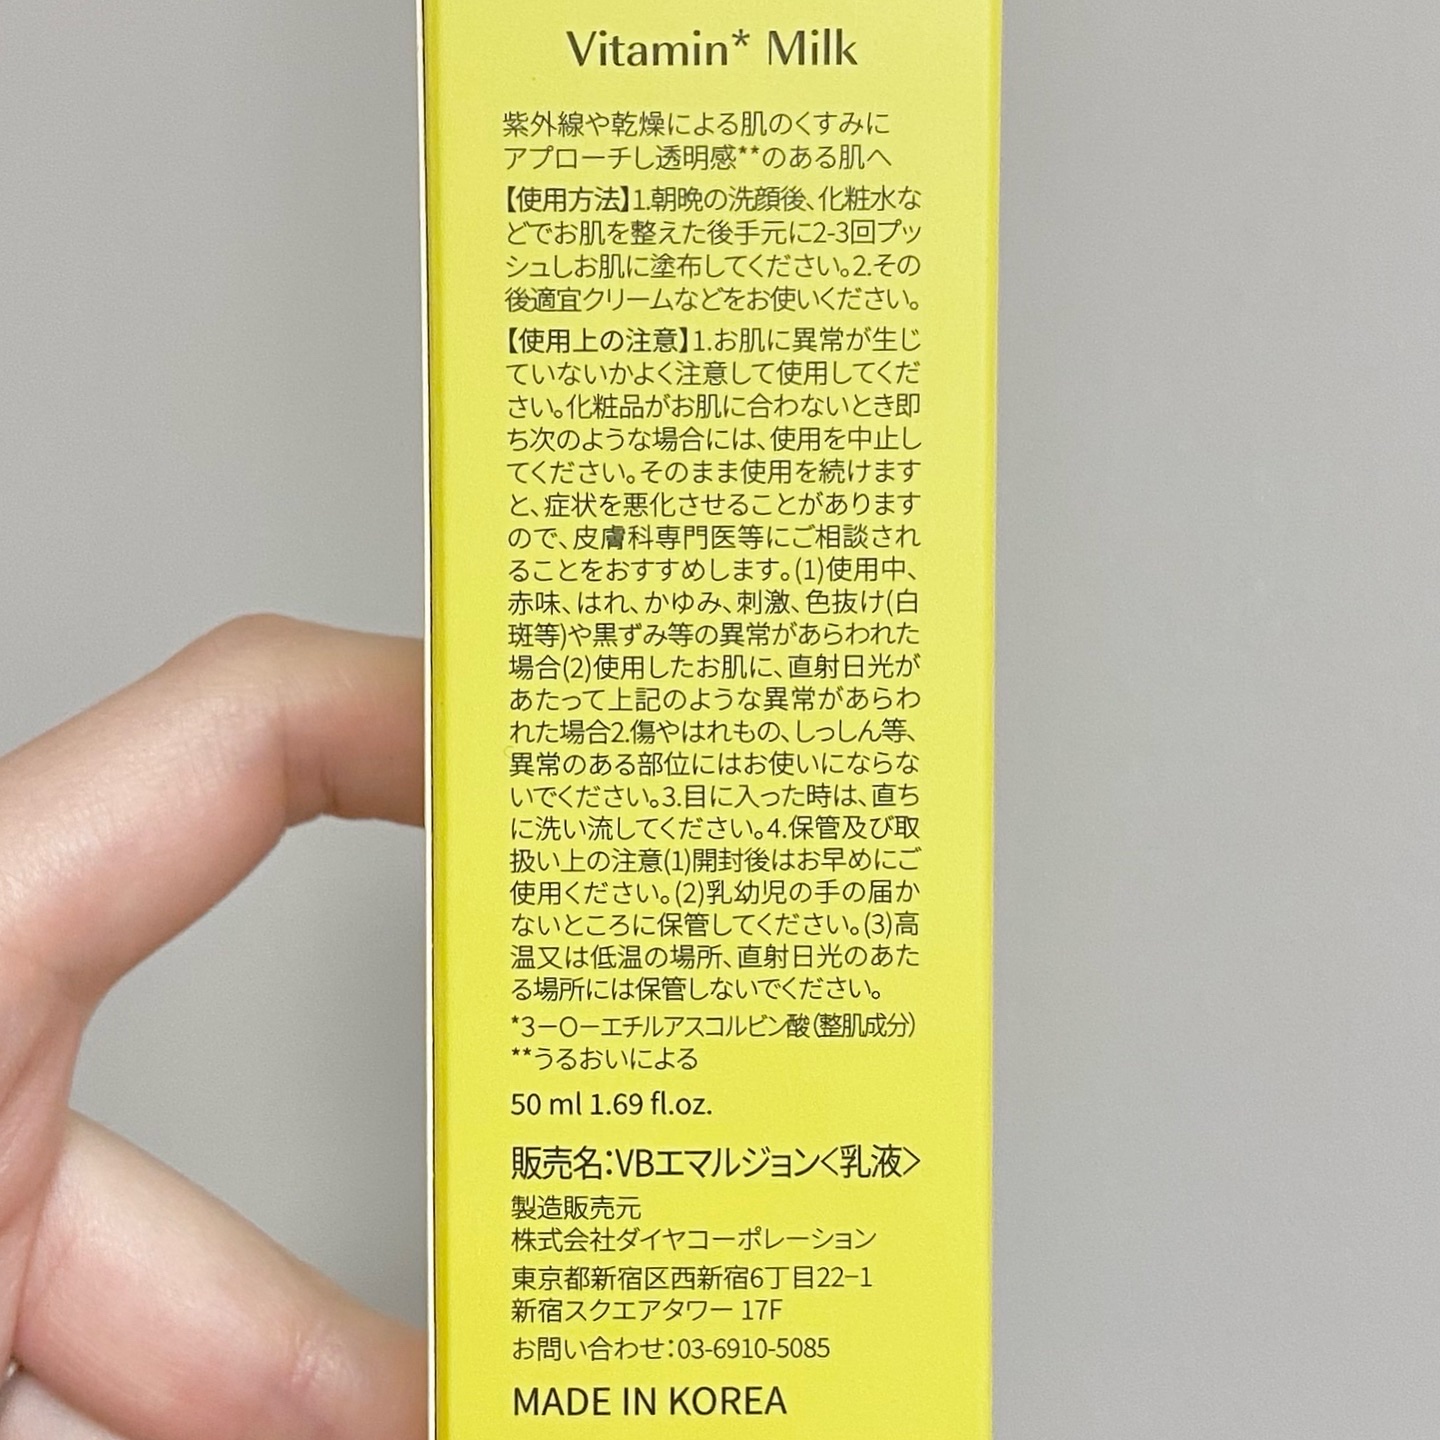 Vitamin* Milk
紫外線や乾燥による肌のくすみに
アプローチし透明感**のある肌へ
【使用方法】1.朝晩の洗顔後、化粧水な
どでお肌を整えた後手元に2-3回プッ
シュしお肌に塗布してください。2.その
後適宜クリームなどをお使いください。
【使用上の注意】1.お肌に異常が生じ
ていないかよく注意して使用してくだ
さい。化粧品がお肌に合わないとき即
ち次のような場合には、使用を中止し
てください。そのまま使用を続けます
と、症状を悪化させることがあります
ので、皮膚科専門医等にご相談され
ることをおすすめします。(1)使用中、
赤味、はれ、かゆみ、刺激、色抜け(白
斑等)や黒ずみ等の異常があらわれた
場合(2)使用したお肌に、直射日光が
あたって上記のような異常があらわ
れた場合2.傷やはれもの、しっしん等、
異常のある部位にはお使いにならな
いでください。3.目に入った時は、直ち
に洗い流してください。4.保管及び取
扱い上の注意(1)開封後はお早めにご
使用ください。(2)乳幼児の手の届か
ないところに保管してください。(3)高
温又は低温の場所、直射日光のあた
る場所には保管しないでください。
*3−O−エチルアスコルビン酸(整肌成分)
**うるおいによる
50 ml 1.69 fl.oz.
販売名:VBエマルジョン<乳液>
製造販売元
株式会社ダイヤコーポレーション
東京都新宿区西新宿6丁目22−1
新宿スクエアタワー 17F
お問い合わせ:03-6910-5085
MADE IN KOREA